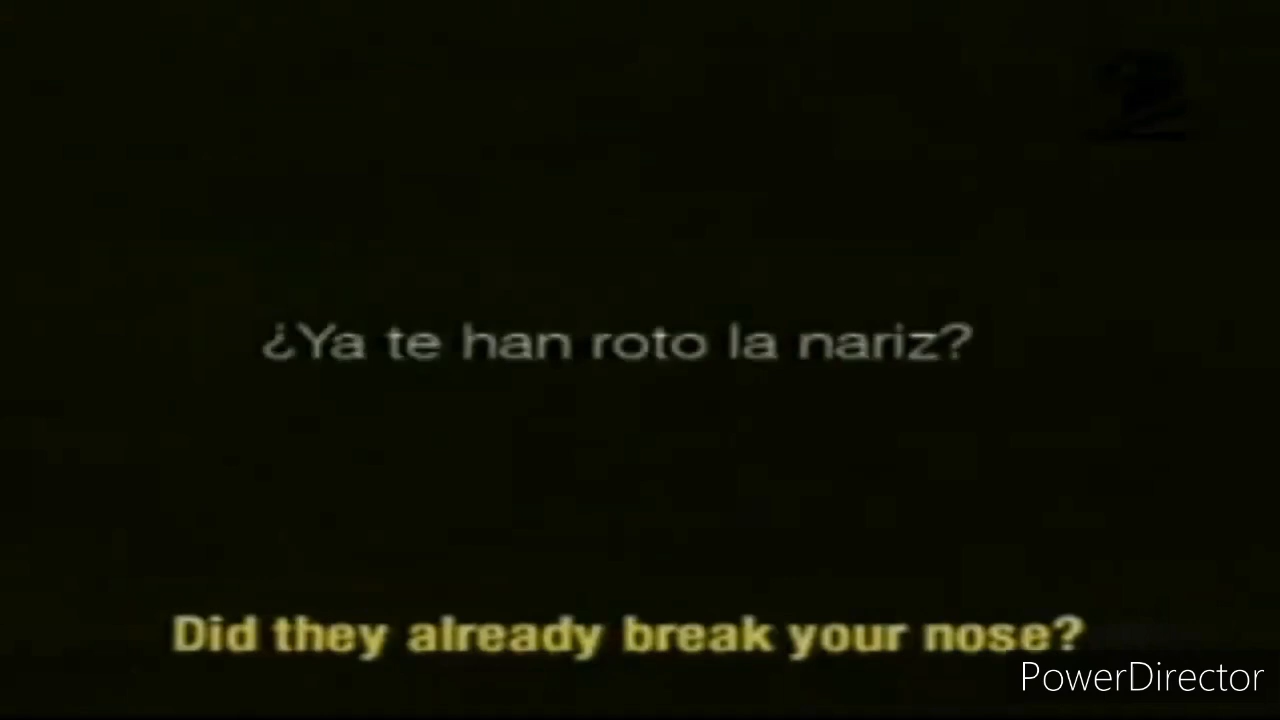 ¿Ya te han roto la nariz?
Did they already break your nose?
PowerDirector